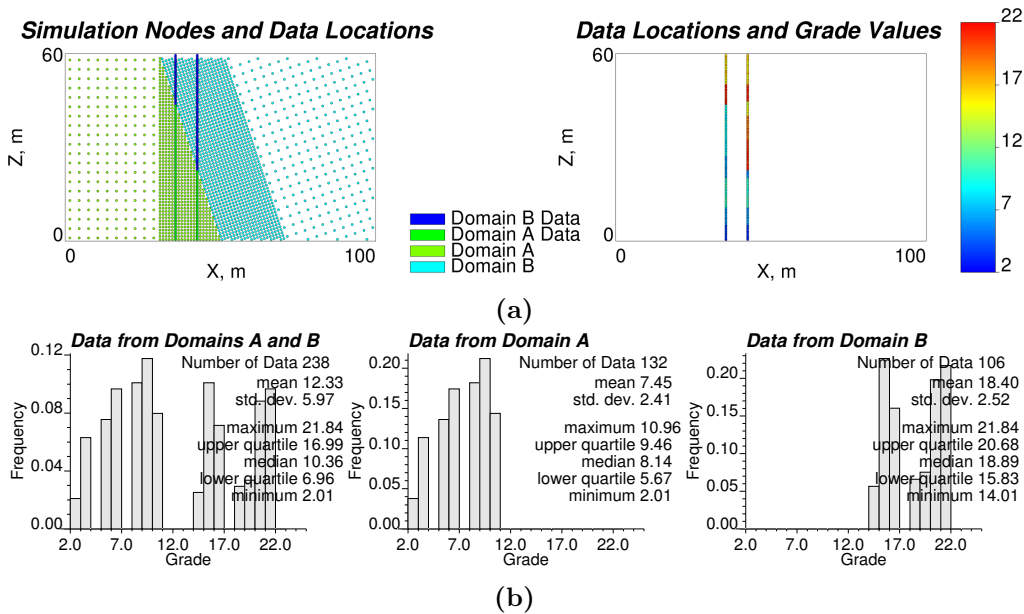 Simulation Nodes and Data Locations
60
Z, m
0
0
100
X, m
Domain B Data
Domain A Data
Domain A
Domain B
Data Locations and Grade Values
60
Z, m
0
0
100
X, m
22
17
12
7
2
(a)
Data from Domains A and B
0.12
0.08
0.04
0.00
Frequency
Number of Data 238
mean 12.33
std. dev. 5.97
maximum 21.84
upper quartile 16.99
median 10.36
lower quartile 6.96
minimum 2.01
2.0 7.0 12.0 17.0 22.0
Grade
Data from Domain A
0.20
0.15
0.10
0.05
0.00
Frequency
Number of Data 132
mean 7.45
std. dev. 2.41
maximum 10.96
upper quartile 9.46
median 8.14
lower quartile 5.67
minimum 2.01
2.0 7.0 12.0 17.0 22.0
Grade
Data from Domain B
0.20
0.15
0.10
0.05
0.00
Frequency
Number of Data 106
mean 18.40
std. dev. 2.52
maximum 21.84
upper quartile 20.68
median 18.89
lower quartile 15.83
minimum 14.01
2.0 7.0 12.0 17.0 22.0
Grade
(b)